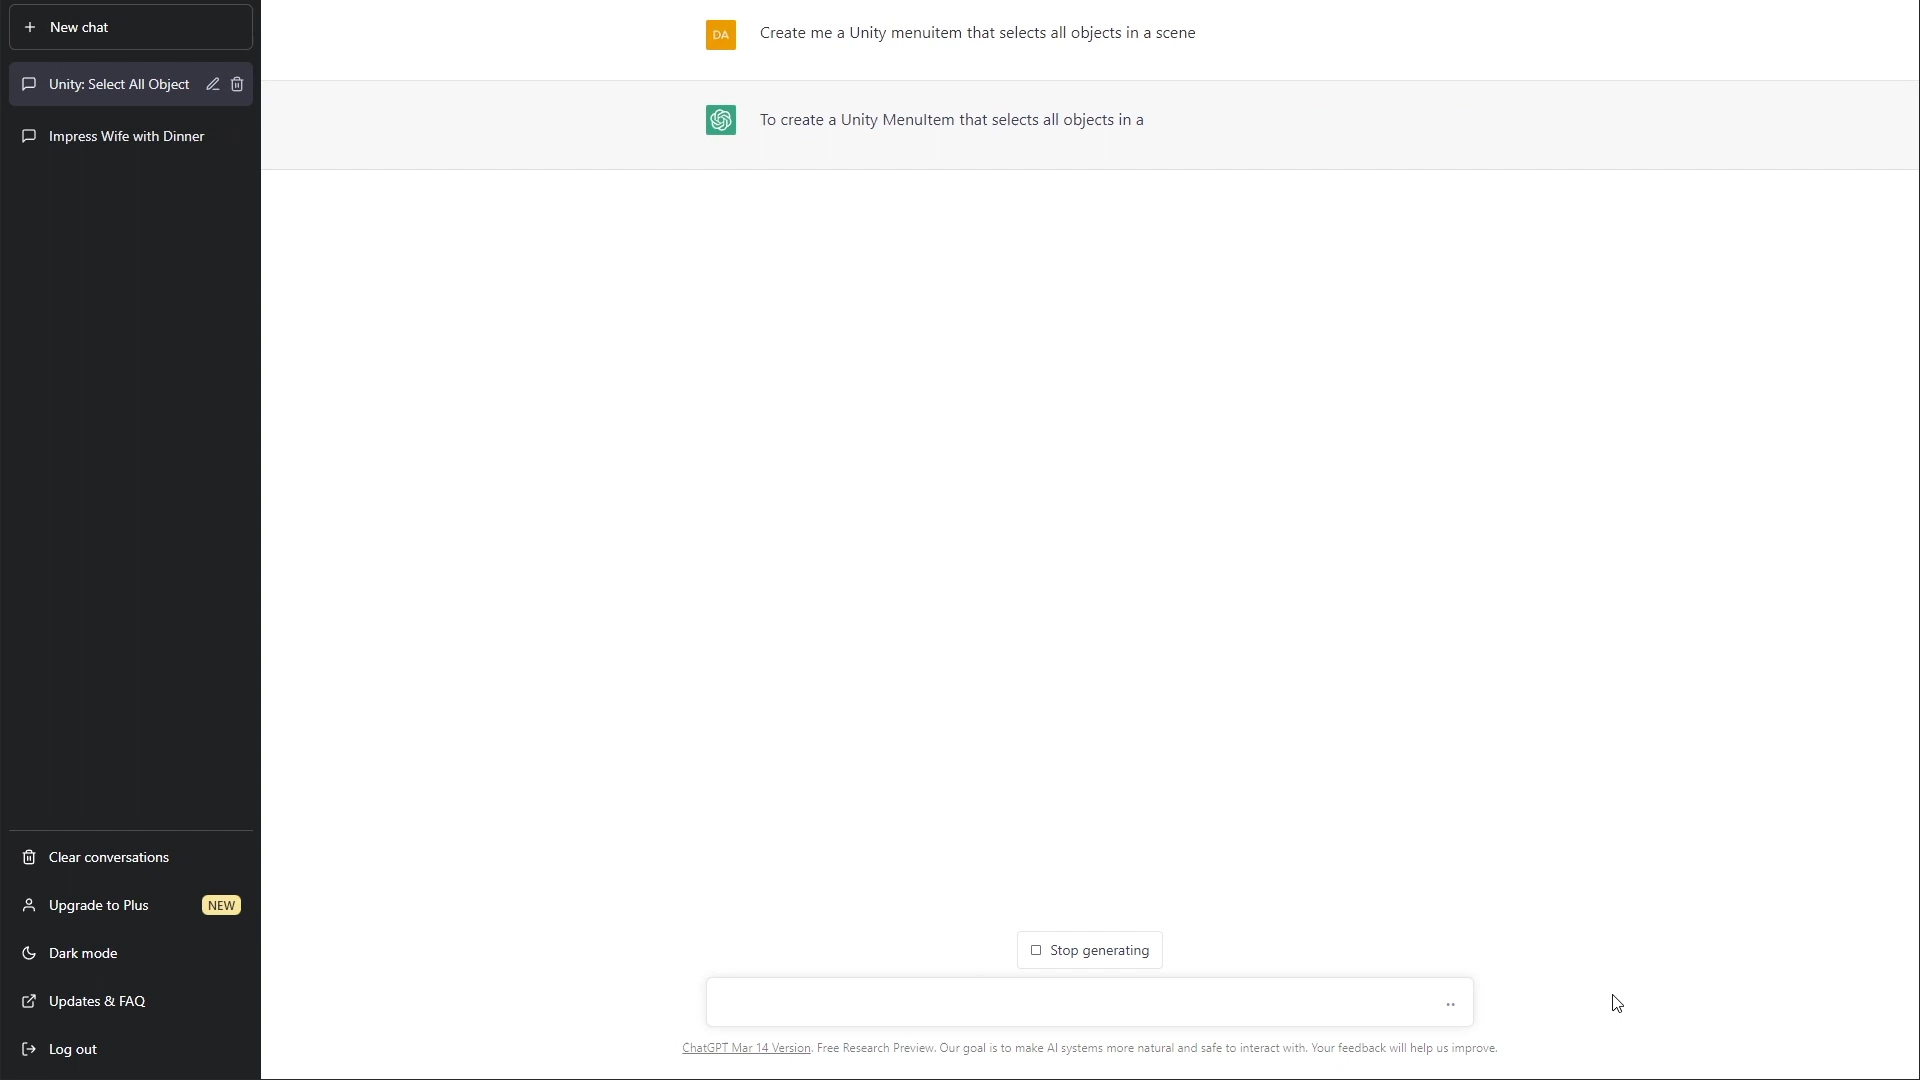 New chat
Unity: Select All Object
Impress Wife with Dinner
DA
Create me a Unity menuitem that selects all objects in a scene
To create a Unity MenuItem that selects all objects in a
Clear conversations
Upgrade to Plus NEW
Dark mode
Updates & FAQ
Log out
Stop generating
ChatGPT Mar 14 Version. Free Research Preview. Our goal is to make AI systems more natural and safe to interact with. Your feedback will help us improve.